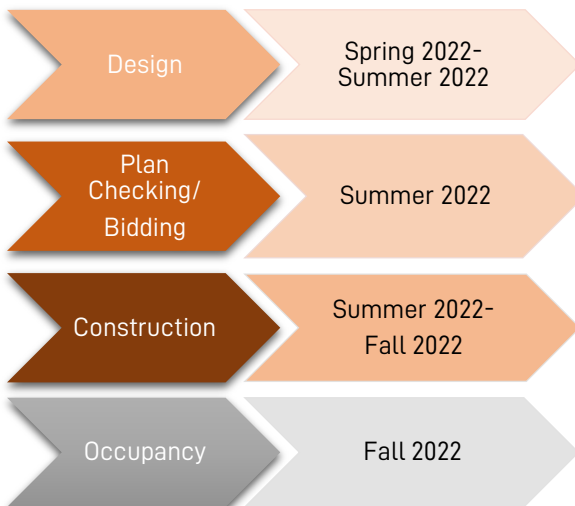 Design
Spring 2022-
Summer 2022
Plan
Checking/
Bidding
Summer 2022
Construction
Summer 2022-
Fall 2022
Occupancy
Fall 2022